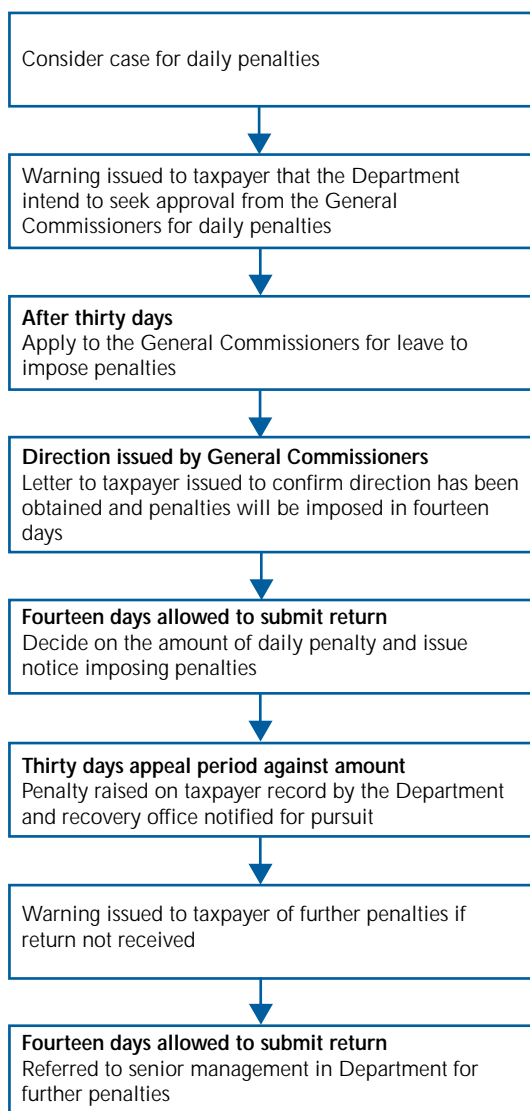 Consider case for daily penalties
Warning issued to taxpayer that the Department
intend to seek approval from the General
Commissioners for daily penalties
After thirty days
Apply to the General Commissioners for leave to
impose penalties
Direction issued by General Commissioners
Letter to taxpayer issued to confirm direction has been
obtained and penalties will be imposed in fourteen
days
Fourteen days allowed to submit return
Decide on the amount of daily penalty and issue
notice imposing penalties
Thirty days appeal period against amount
Penalty raised on taxpayer record by the Department
and recovery office notified for pursuit
Warning issued to taxpayer of further penalties if
return not received
Fourteen days allowed to submit return
Referred to senior management in Department for
further penalties